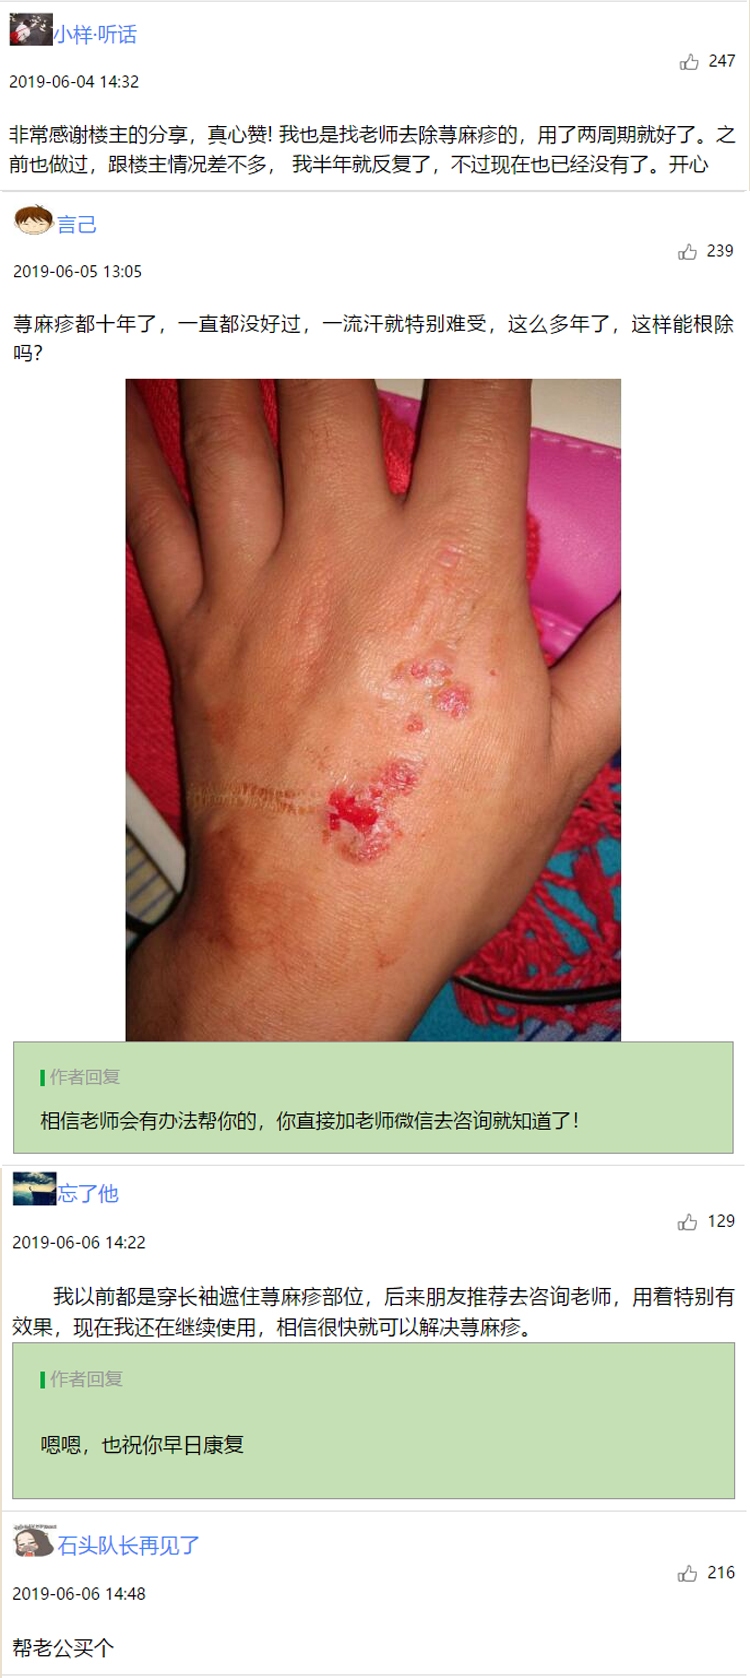 小样·听话
247
2019-06-04 14:32
非常感谢楼主的分享，真心赞! 我也是找老师去除荨麻疹的，用了两周期就好了。之
前也做过，跟楼主情况差不多， 我半年就反复了，不过现在也已经没有了。开心
言己
239
2019-06-05 13:05
荨麻疹都十年了，一直都没好过，一流汗就特别难受，这么多年了，这样能根除
吗?
作者回复
相信老师会有办法帮你的，你直接加老师微信去咨询就知道了!
忘了他
129
2019-06-06 14:22
我以前都是穿长袖遮住荨麻疹部位，后来朋友推荐去咨询老师，用着特别有
效果，现在我还在继续使用，相信很快就可以解决荨麻疹。
作者回复
嗯嗯，也祝你早日康复
石头队长再见了
216
2019-06-06 14:48
帮老公买个